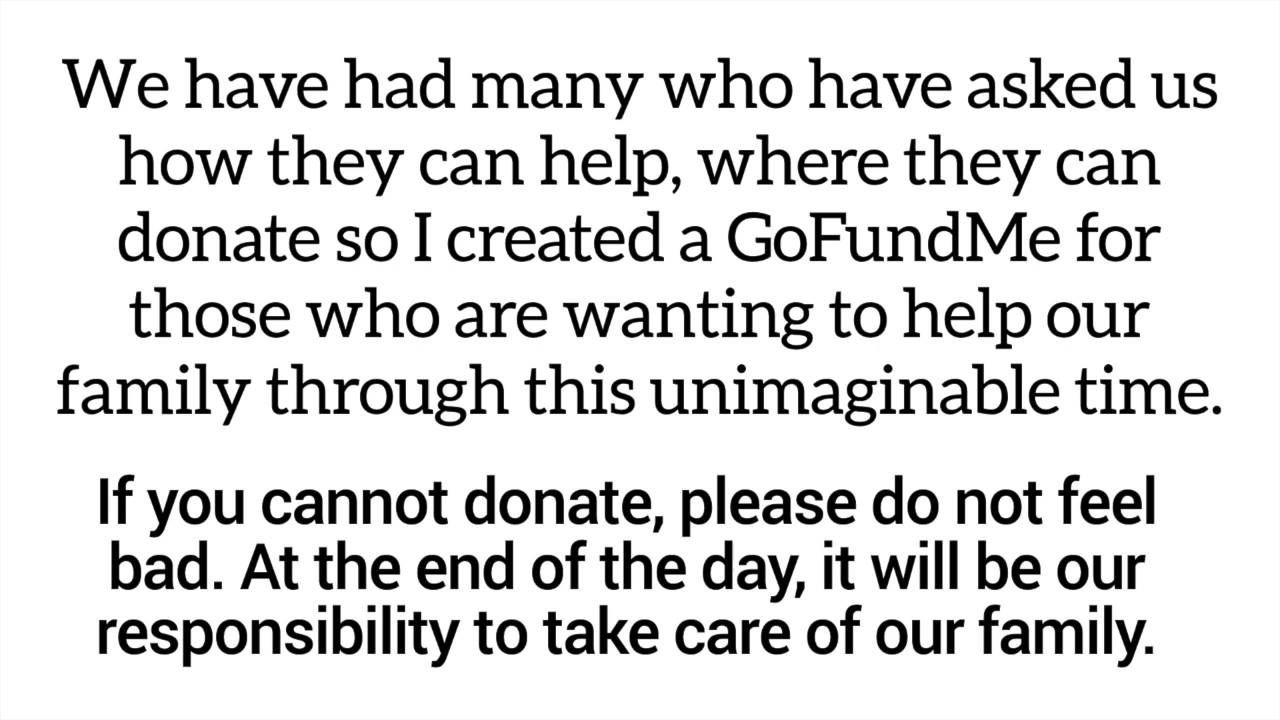 We have had many who have asked us
how they can help, where they can
donate so I created a GoFundMe for
those who are wanting to help our
family through this unimaginable time.
If you cannot donate, please do not feel
bad. At the end of the day, it will be our
responsibility to take care of our family.